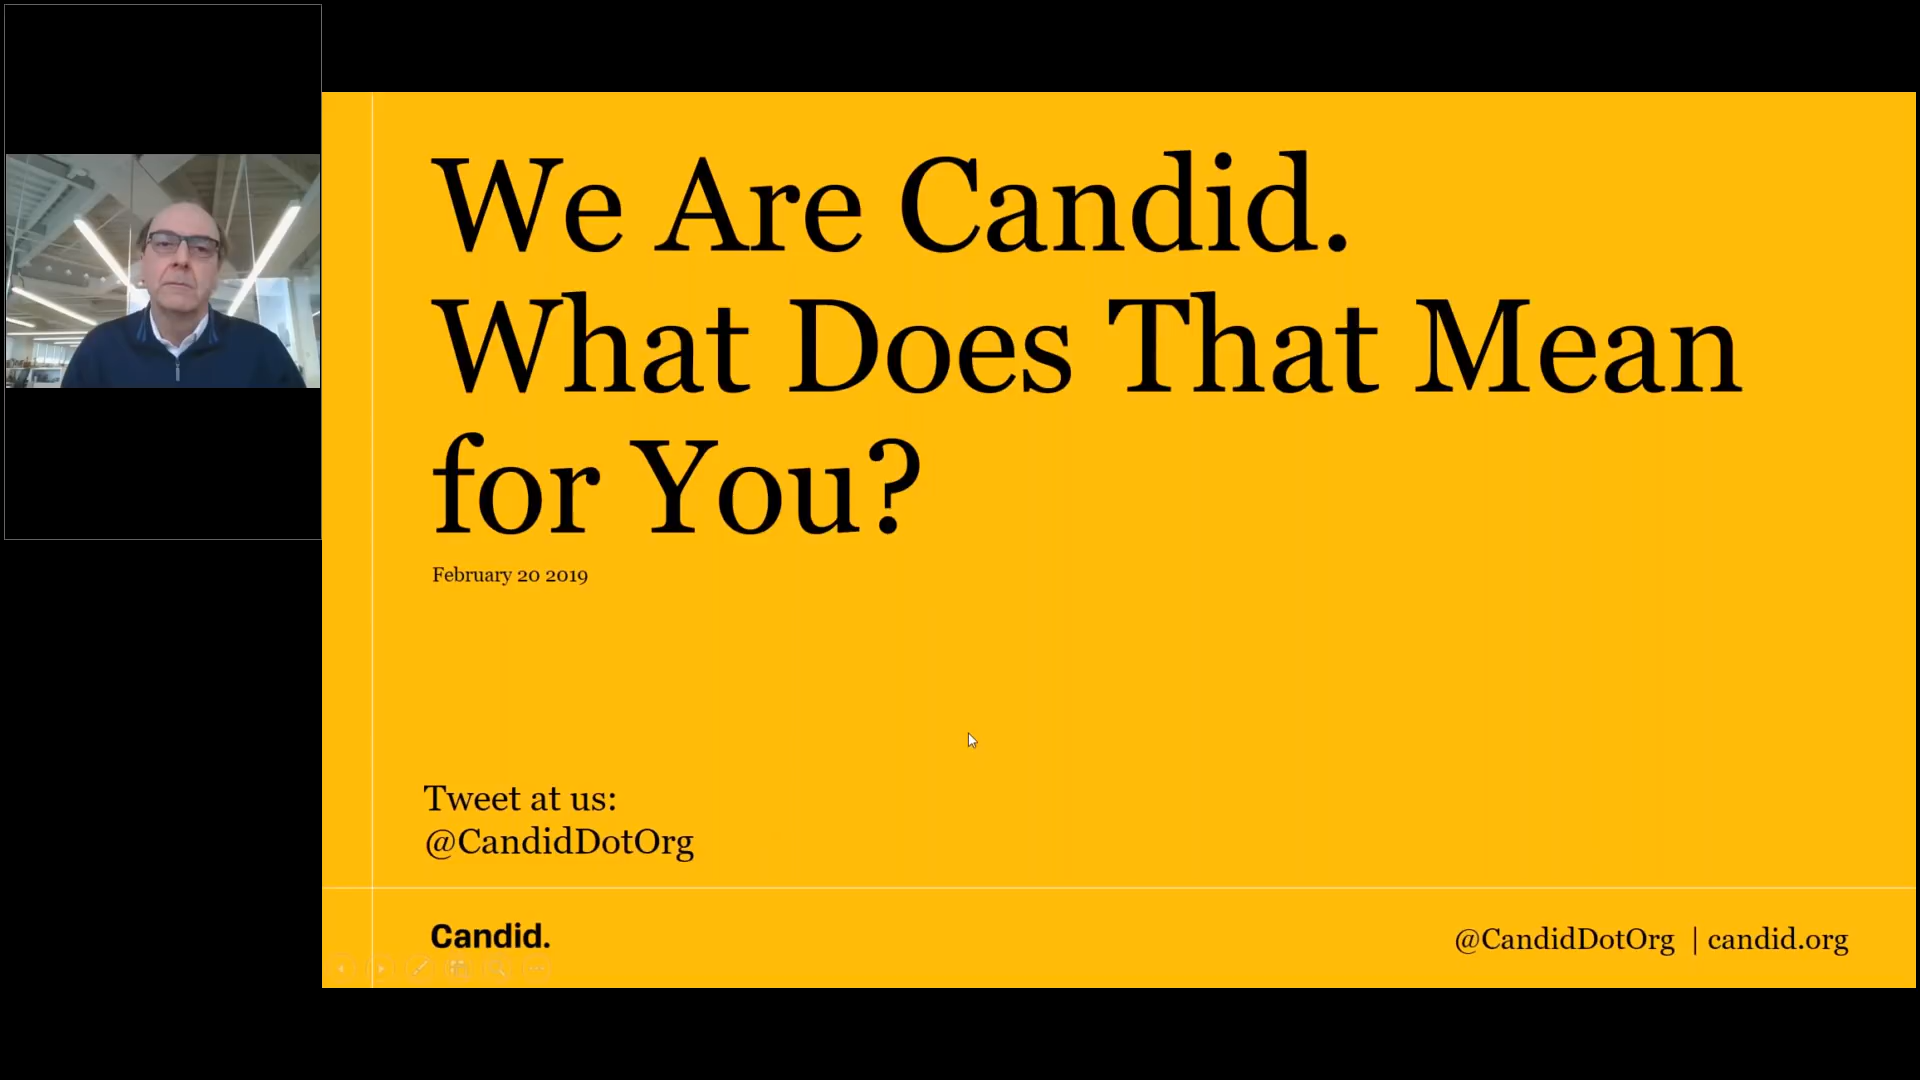 We Are Candid.
What Does That Mean
for You?
February 20 2019
Tweet at us:
@CandidDotOrg
Candid.
@CandidDotOrg | candid.org